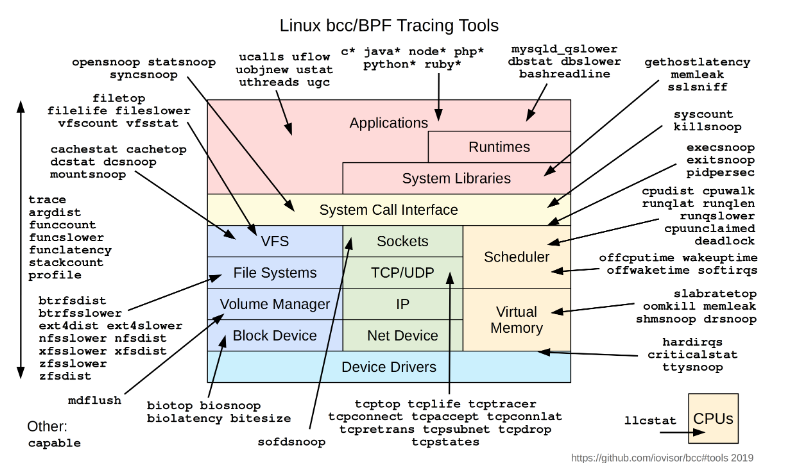 Linux bcc/BPF Tracing Tools
opensnoop statsnoop
syncsnoop
ucalls uflow
uobjnew ustat
uthreads ugc
c* java* node* php*
python* ruby*
mysqld_qslower
dbstat dbslower
bashreadline
gethostlatency
memleak
sslsniff
filetop
filelife fileslower
vfscount vfsstat
syscount
killsnoop
cachestat cachetop
dcstat dcsnoop
mountsnoop
execsnoop
exitsnoop
pidpersec
trace
argdist
funccount
funcslower
funclatency
stackcount
profile
cpudist cpuwalk
runqlat runqlen
runqslower
cpuunclaimed
deadlock
offcputime wakeuptime
offwaketime softirqs
btrfsdist
btrfsslower
ext4dist ext4slower
nfsslower nfsdist
xfsslower xfsdist
zfsslower
zfsdist
slabratetop
oomkill memleak
shmsnoop drsnoop
hardirqs
criticalstat
ttysnoop
Applications
Runtimes
System Libraries
System Call Interface
VFS
Sockets
Scheduler
File Systems
TCP/UDP
Volume Manager
IP
Virtual
Memory
Block Device
Net Device
Device Drivers
mdflush
biotop biosnoop
biolatency bitesize
sofdsnoop
tcptop tcplife tcptracer
tcpconnect tcpaccept tcpconnlat
tcpretrans tcpsubnet tcpdrop
tcpstates
Other:
capable
llcstat
CPUs
https://github.com/iovisor/bcc#tools 2019